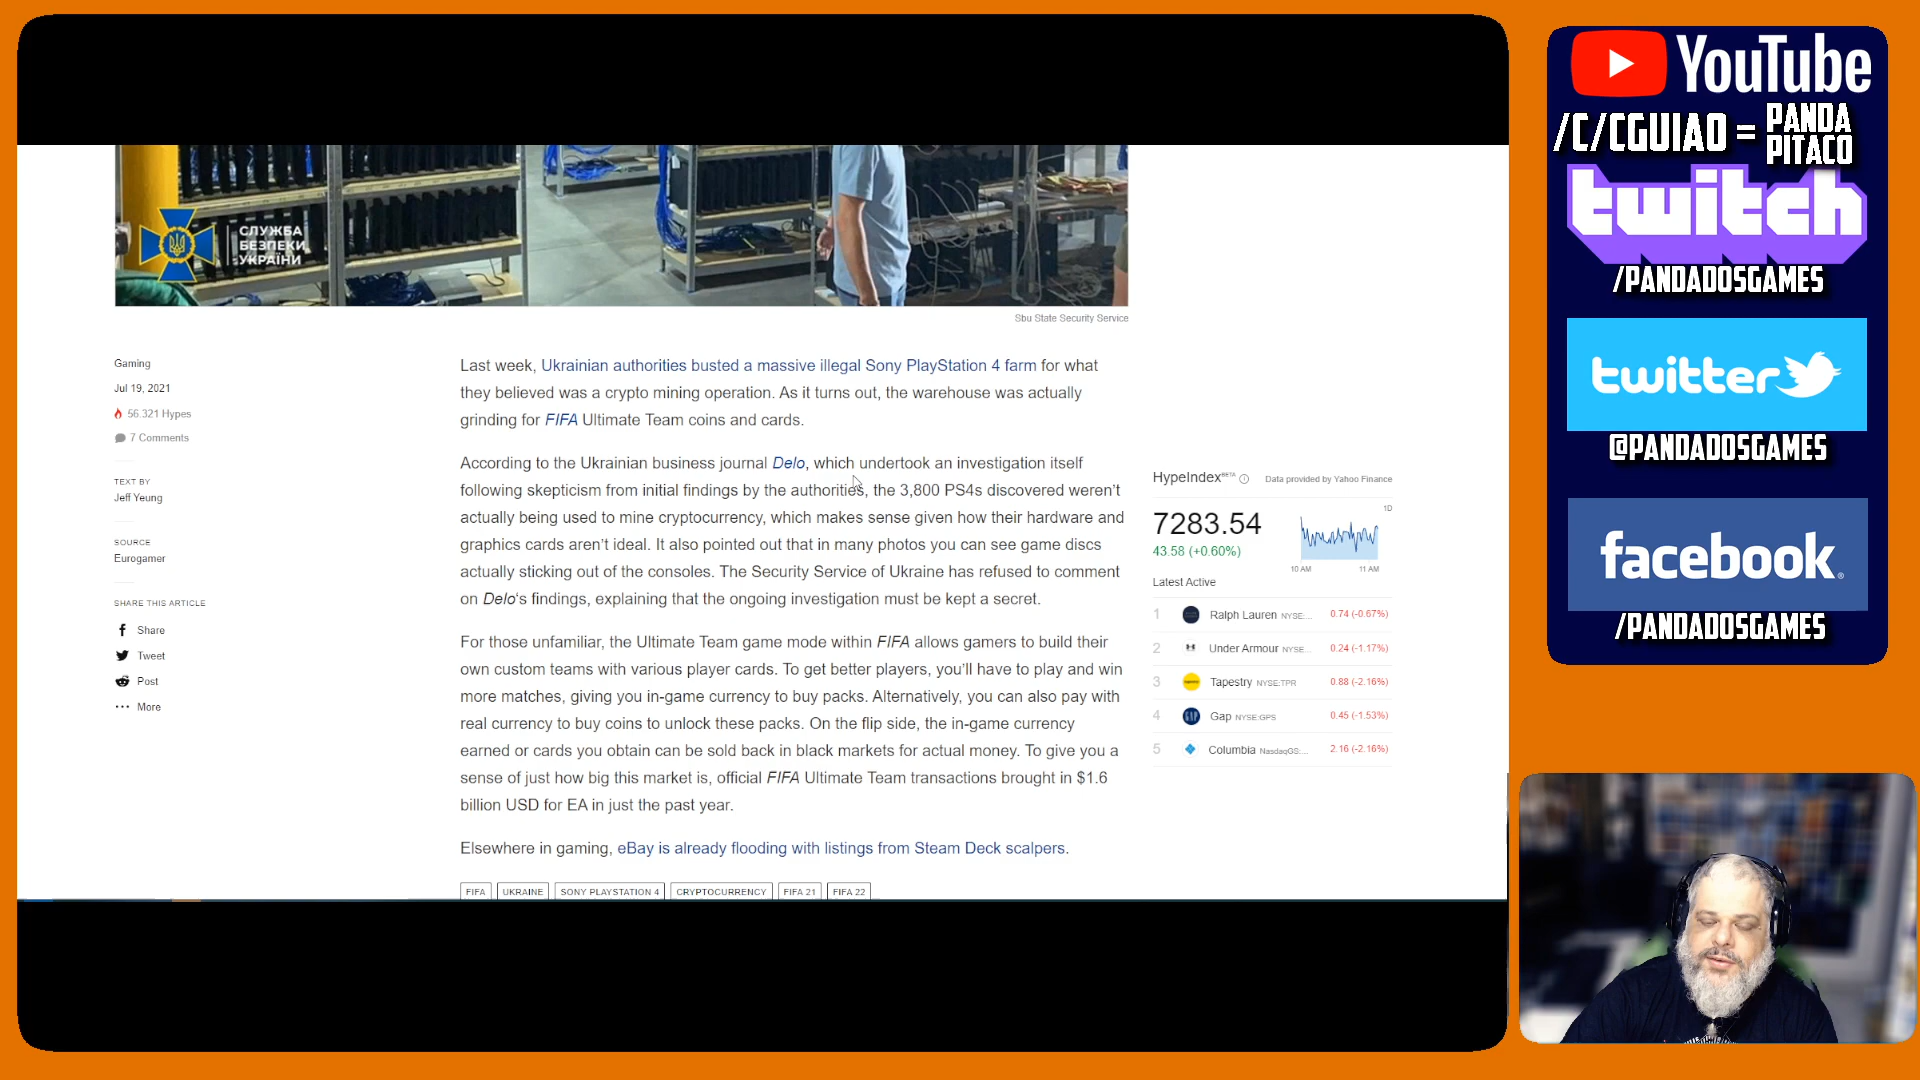 СЛУЖБА
БЕЗПЕКИ
УКРАЇНИ
Sbu State Security Service
Gaming
Jul 19, 2021
56.321 Hypes
7 Comments
TEXT BY
Jeff Yeung
SOURCE
Eurogamer
SHARE THIS ARTICLE
Share
Tweet
Post
More
Last week, Ukrainian authorities busted a massive illegal Sony PlayStation 4 farm for what
they believed was a crypto mining operation. As it turns out, the warehouse was actually
grinding for FIFA Ultimate Team coins and cards.
According to the Ukrainian business journal Delo, which undertook an investigation itself
following skepticism from initial findings by the authorities, the 3,800 PS4s discovered weren’t
actually being used to mine cryptocurrency, which makes sense given how their hardware and
graphics cards aren’t ideal. It also pointed out that in many photos you can see game discs
actually sticking out of the consoles. The Security Service of Ukraine has refused to comment
on Delo‘s findings, explaining that the ongoing investigation must be kept a secret.
For those unfamiliar, the Ultimate Team game mode within FIFA allows gamers to build their
own custom teams with various player cards. To get better players, you’ll have to play and win
more matches, giving you in-game currency to buy packs. Alternatively, you can also pay with
real currency to buy coins to unlock these packs. On the flip side, the in-game currency
earned or cards you obtain can be sold back in black markets for actual money. To give you a
sense of just how big this market is, official FIFA Ultimate Team transactions brought in $1.6
billion USD for EA in just the past year.
Elsewhere in gaming, eBay is already flooding with listings from Steam Deck scalpers.
FIFA UKRAINE SONY PLAYSTATION 4 CRYPTOCURRENCY FIFA 21 FIFA 22
HypeIndex BETA Data provided by Yahoo Finance
7283.54
43.58 (+0.60%)
1D
10 AM 11 AM
Latest Active
1 Ralph Lauren NYSE:... 0.74 (-0.67%)
2 Under Armour NYSE... 0.24 (-1.17%)
3 Tapestry NYSE:TPR 0.88 (-2.16%)
4 GAP Gap NYSE:GPS 0.45 (-1.53%)
5 Columbia NasdaqGS:... 2.16 (-2.16%)
YouTube
/C/CGUIAO = PANDA
PITACO
twitch
/PANDADOSGAMES
twitter
@PANDADOSGAMES
facebook
/PANDADOSGAMES